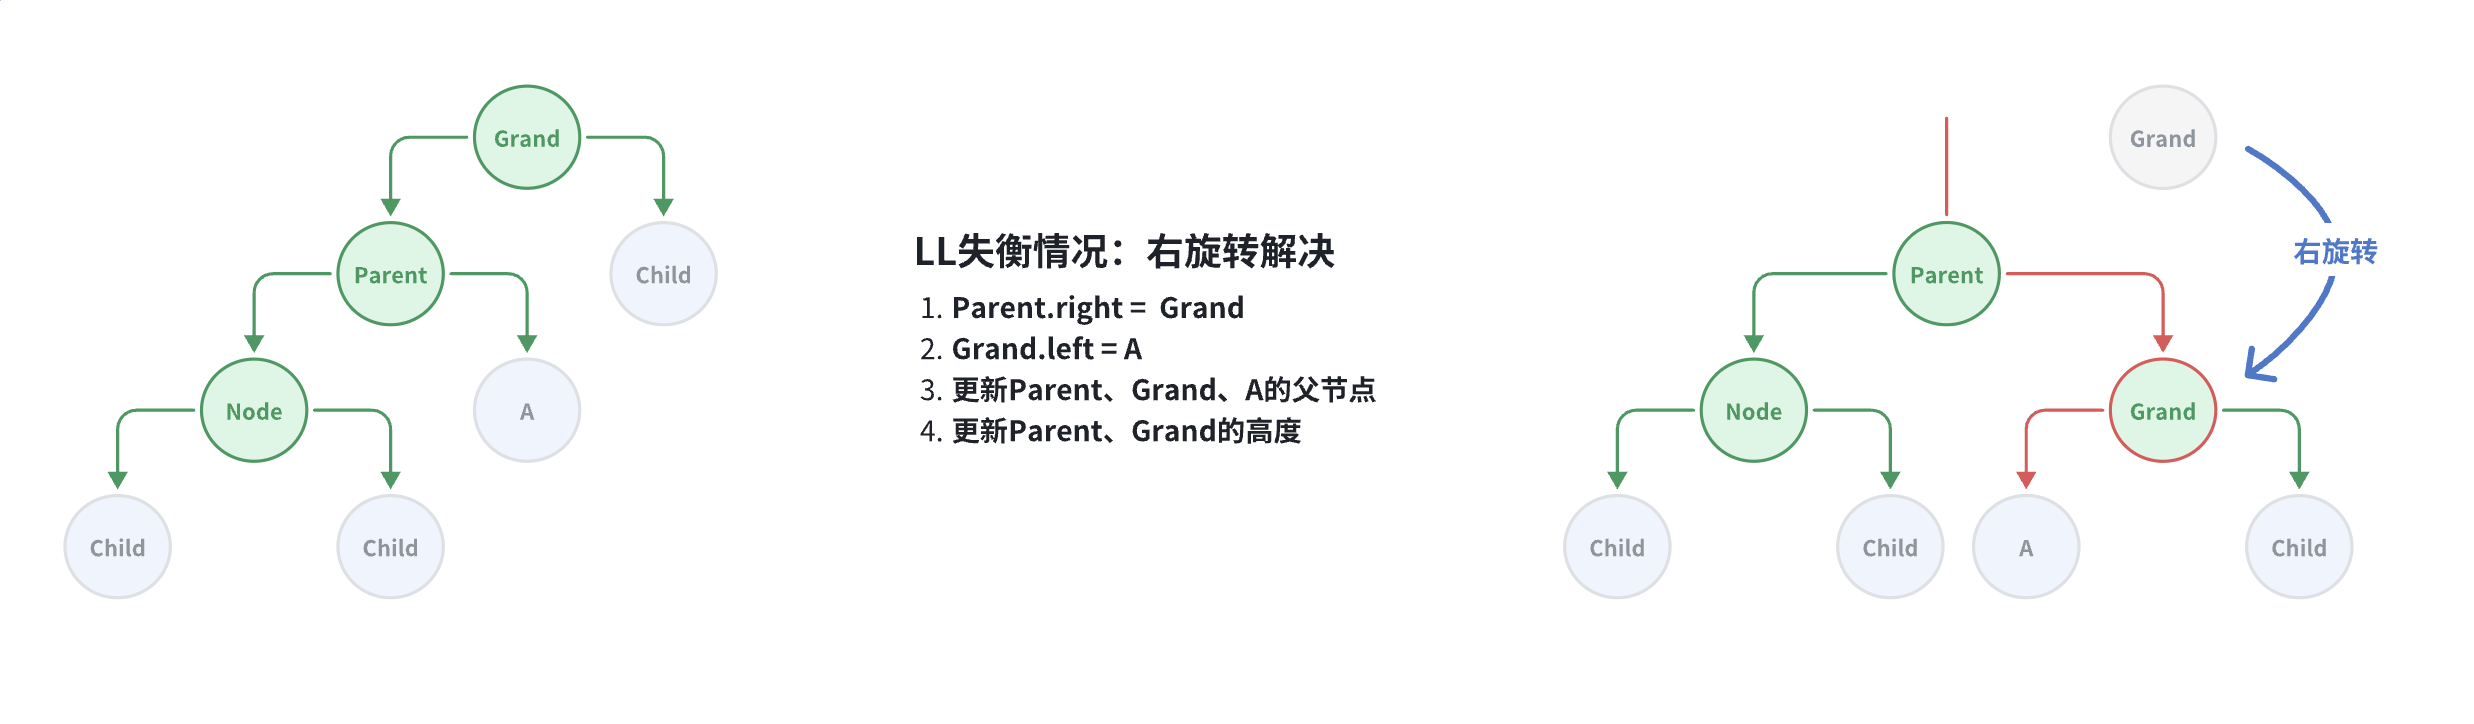 Grand
Parent
Child
Node
A
Child
Child
LL失衡情况：右旋转解决
1. Parent.right = Grand
2. Grand.left = A
3. 更新Parent、Grand、A的父节点
4. 更新Parent、Grand的高度
Grand
右旋转
Parent
Node
Grand
Child
Child
A
Child